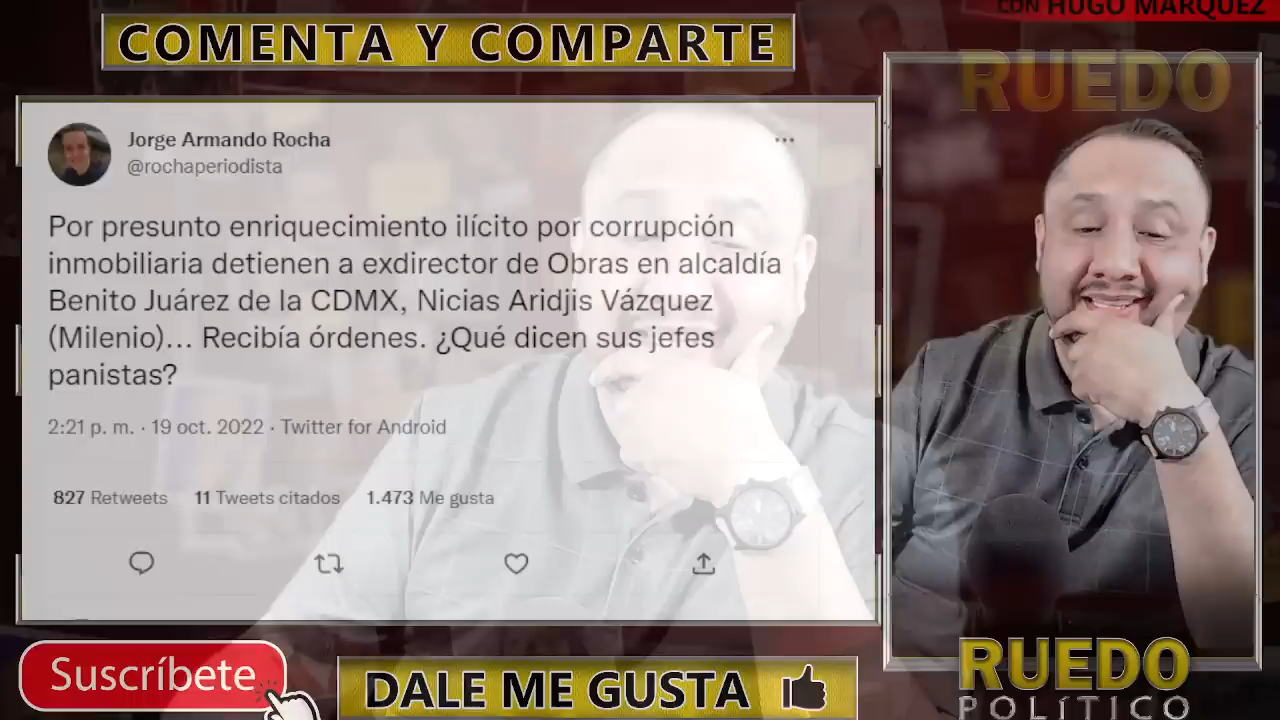 CON HUGO MÁRQUEZ
COMENTA Y COMPARTE
RUEDO
Jorge Armando Rocha
@rochaperiodista
Por presunto enriquecimiento ilícito por corrupción
inmobiliaria detienen a exdirector de Obras en alcaldía
Benito Juárez de la CDMX, Nicias Aridjis Vázquez
(Milenio)... Recibía órdenes. ¿Qué dicen sus jefes
panistas?
2:21 p. m. · 19 oct. 2022 · Twitter for Android
827 Retweets 11 Tweets citados 1.473 Me gusta
Suscríbete
DALE ME GUSTA
RUEDO
POLÍTICO